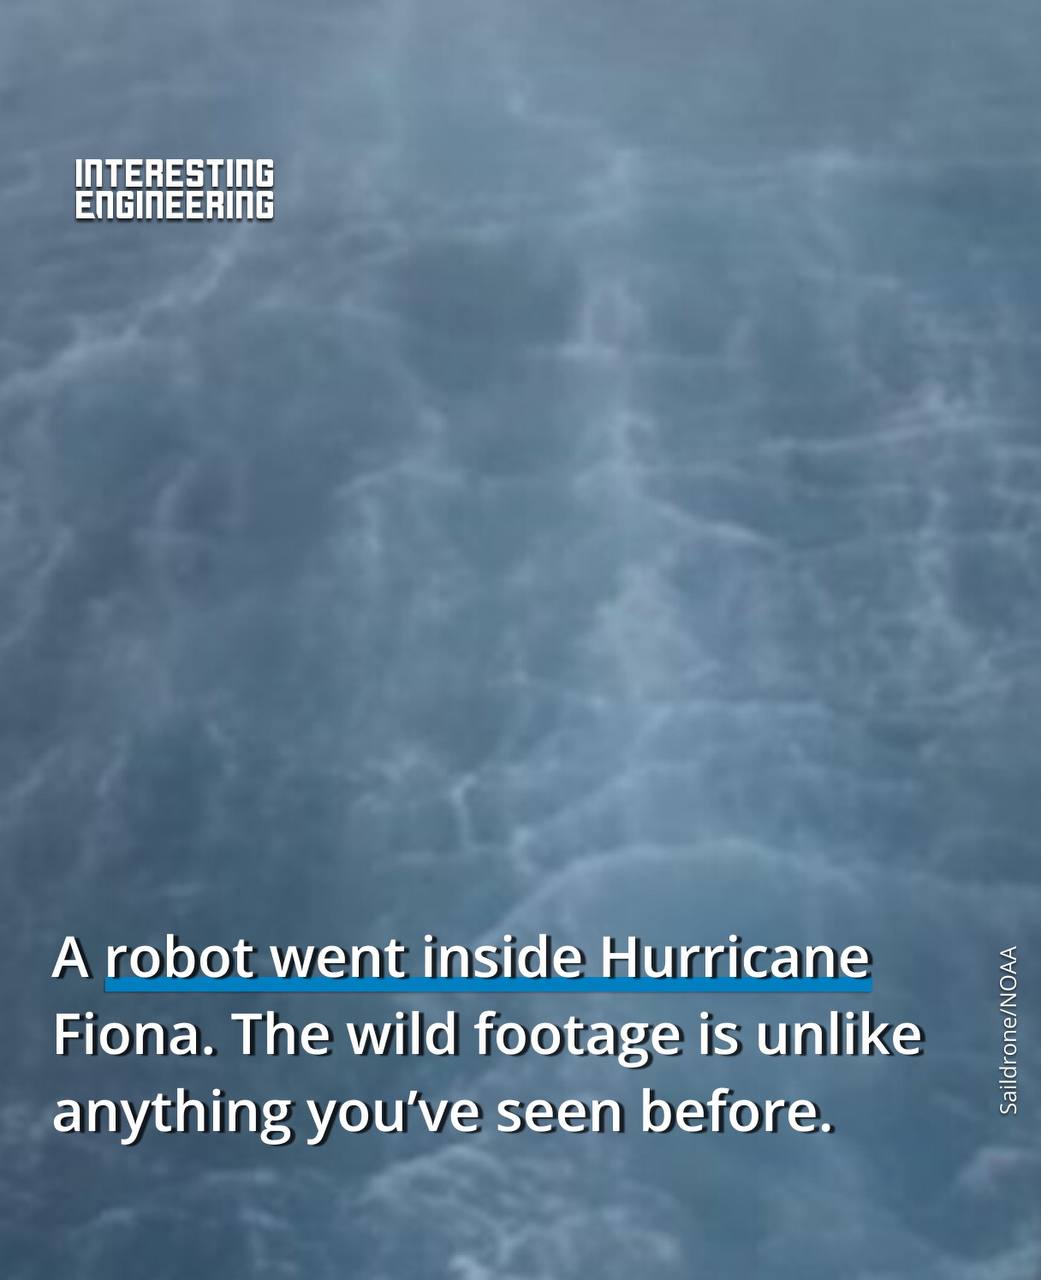 INTERESTING
ENGINEERING
A robot went inside Hurricane
Fiona. The wild footage is unlike
anything you’ve seen before.
Saildrone/NOAA